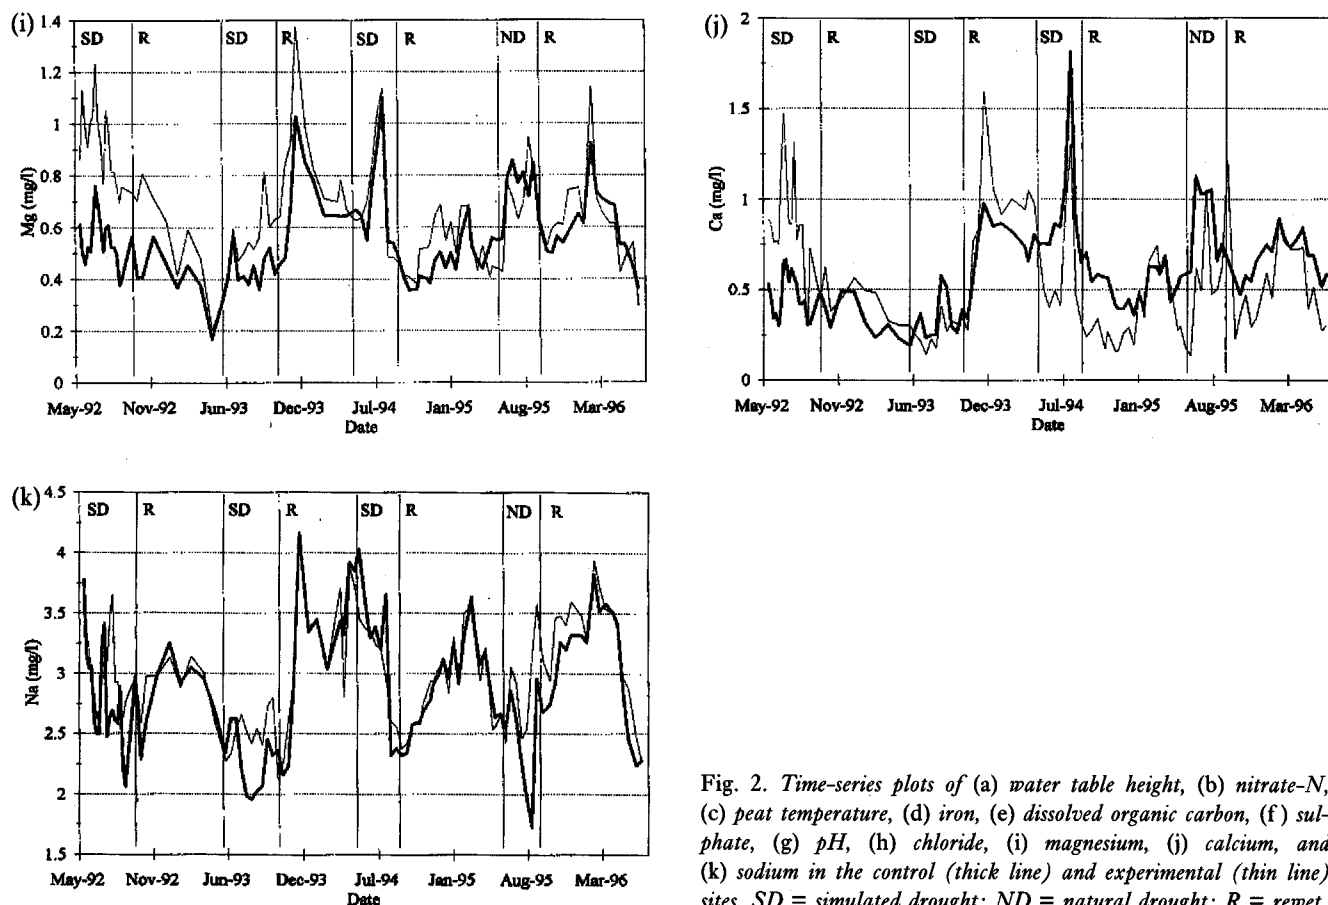 (i)
1.4
SD R SD R SD R ND R
1.2
1
0.8
0.6
0.4
0.2
0
Mg (mg/l)
May-92 Nov-92 Jun-93 Dec-93 Jul-94 Jan-95 Aug-95 Mar-96
Date
(j)
2
SD R SD R SD R ND R
1.5
1
0.5
0
Ca (mg/l)
May-92 Nov-92 Jun-93 Dec-93 Jul-94 Jan-95 Aug-95 Mar-96
Date
(k)
4.5
SD R SD R SD R ND R
4
3.5
3
2.5
2
1.5
Na (mg/l)
May-92 Nov-92 Jun-93 Dec-93 Jul-94 Jan-95 Aug-95 Mar-96
Date
Fig. 2. Time-series plots of (a) water table height, (b) nitrate-N,
(c) peat temperature, (d) iron, (e) dissolved organic carbon, (f) sul-
phate, (g) pH, (h) chloride, (i) magnesium, (j) calcium, and
(k) sodium in the control (thick line) and experimental (thin line)
sites. SD = simulated drought; ND = natural drought; R = rewet.